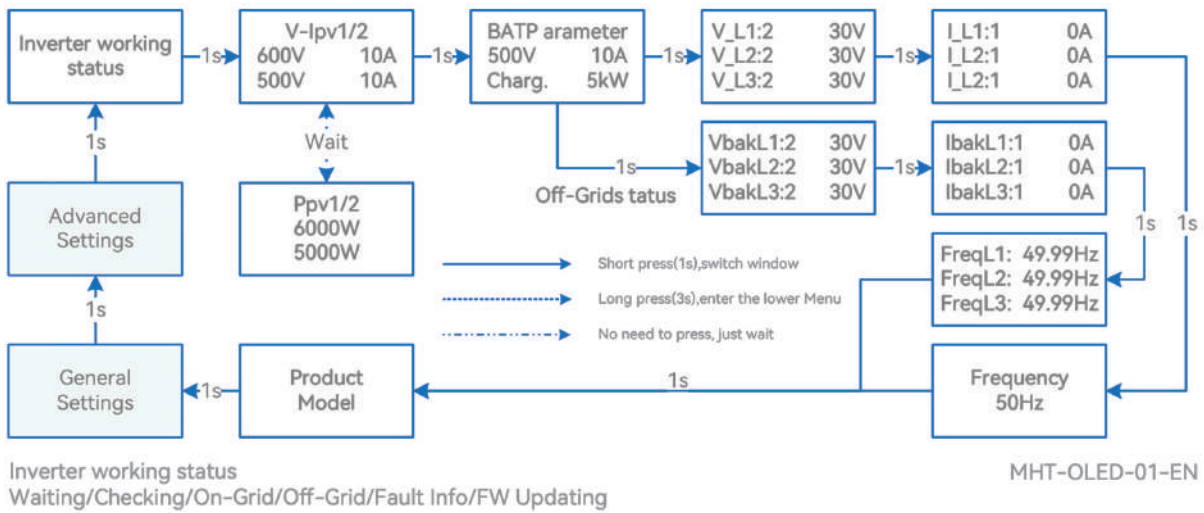 Inverter working
status
1s
V-Ipv1/2
600V 10A
500V 10A
1s
BATP arameter
500V 10A
Charg. 5kW
1s
V_L1:2 30V
V_L2:2 30V
V_L3:2 30V
1s
I_L1:1 0A
I_L2:1 0A
I_L2:1 0A
1s
Wait
1s
VbakL1:2 30V
VbakL2:2 30V
VbakL3:2 30V
1s
IbakL1:1 0A
IbakL2:1 0A
IbakL3:1 0A
Off-Grids tatus
Advanced
Settings
Ppv1/2
6000W
5000W
1s
1s
Short press(1s),switch window
Long press(3s),enter the lower Menu
No need to press, just wait
FreqL1: 49.99Hz
FreqL2: 49.99Hz
FreqL3: 49.99Hz
1s
General
Settings
1s
Product
Model
1s
Frequency
50Hz
Inverter working status
MHT-OLED-01-EN
Waiting/Checking/On-Grid/Off-Grid/Fault Info/FW Updating